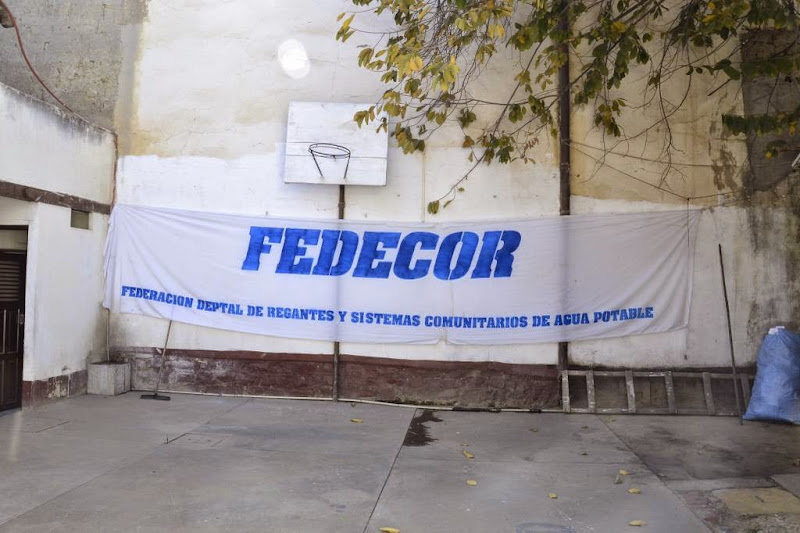 FEDECOR
FEDERACION DEPTAL DE REGANTES Y SISTEMAS COMUNITARIOS DE AGUA POTABLE